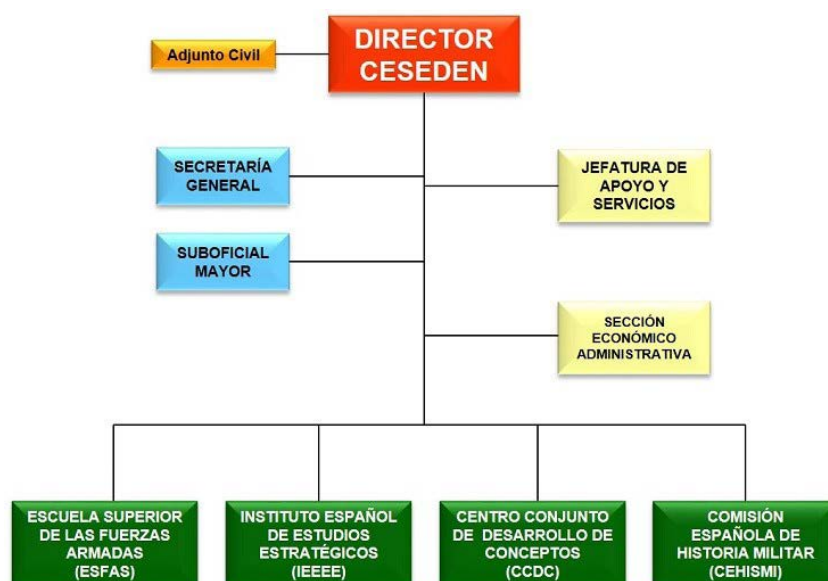 Adjunto Civil
DIRECTOR
CESEDEN
SECRETARÍA
GENERAL
JEFATURA DE
APOYO Y
SERVICIOS
SUBOFICIAL
MAYOR
SECCIÓN
ECONÓMICO
ADMINISTRATIVA
ESCUELA SUPERIOR
DE LAS FUERZAS
ARMADAS
(ESFAS)
INSTITUTO ESPAÑOL
DE ESTUDIOS
ESTRATÉGICOS
(IEEEE)
CENTRO CONJUNTO
DE DESARROLLO DE
CONCEPTOS
(CCDC)
COMISIÓN
ESPAÑOLA DE
HISTORIA MILITAR
(CEHISMI)